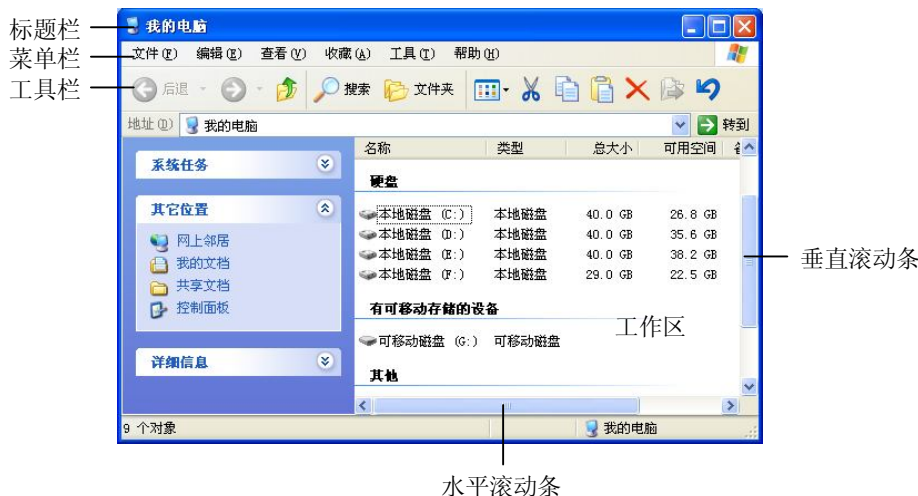 标题栏
我的电脑
菜单栏
文件(F) 编辑(E) 查看(V) 收藏(A) 工具(T) 帮助(H)
工具栏
后退 搜索 文件夹
地址(D) 我的电脑 转到
系统任务
其它位置
网上邻居
我的文档
共享文档
控制面板
详细信息
名称 类型 总大小 可用空间
硬盘
本地磁盘 (C:) 本地磁盘 40.0 GB 26.8 GB
本地磁盘 (D:) 本地磁盘 40.0 GB 35.6 GB
本地磁盘 (E:) 本地磁盘 40.0 GB 38.2 GB
本地磁盘 (F:) 本地磁盘 29.0 GB 22.5 GB
有可移动存储的设备
可移动磁盘 (G:) 可移动磁盘
其他
工作区
垂直滚动条
9 个对象 我的电脑
水平滚动条